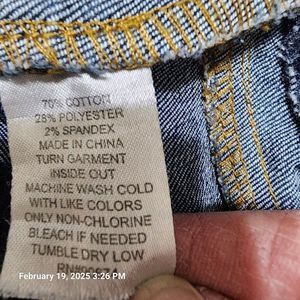 70% COTTON
28% POLYESTER
2% SPANDEX
MADE IN CHINA
TURN GARMENT
INSIDE OUT
MACHINE WASH COLD
WITH LIKE COLORS
ONLY NON-CHLORINE
BLEACH IF NEEDED
TUMBLE DRY LOW
February 19, 2025 3:26 PM